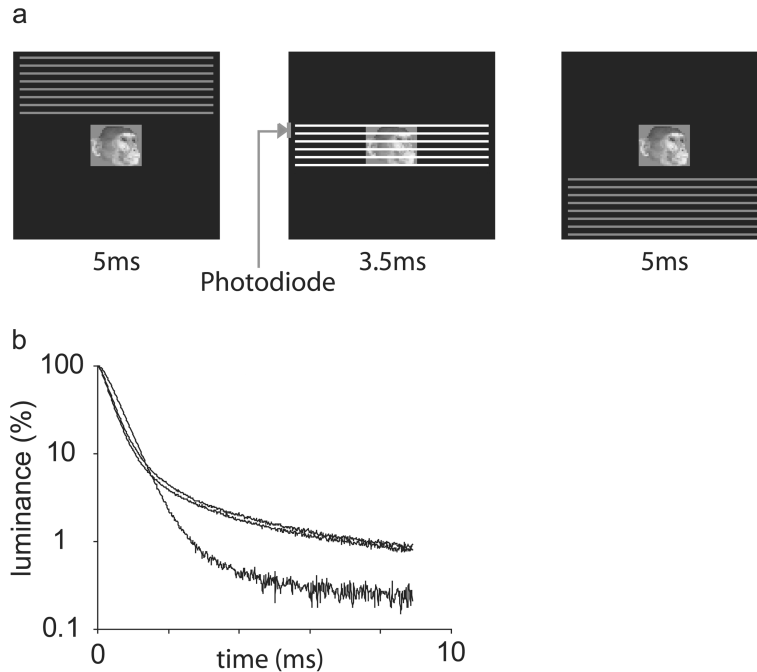 a
5ms
3.5ms
5ms
Photodiode
b
100
10
1
0.1
luminance (%)
0
time (ms)
10